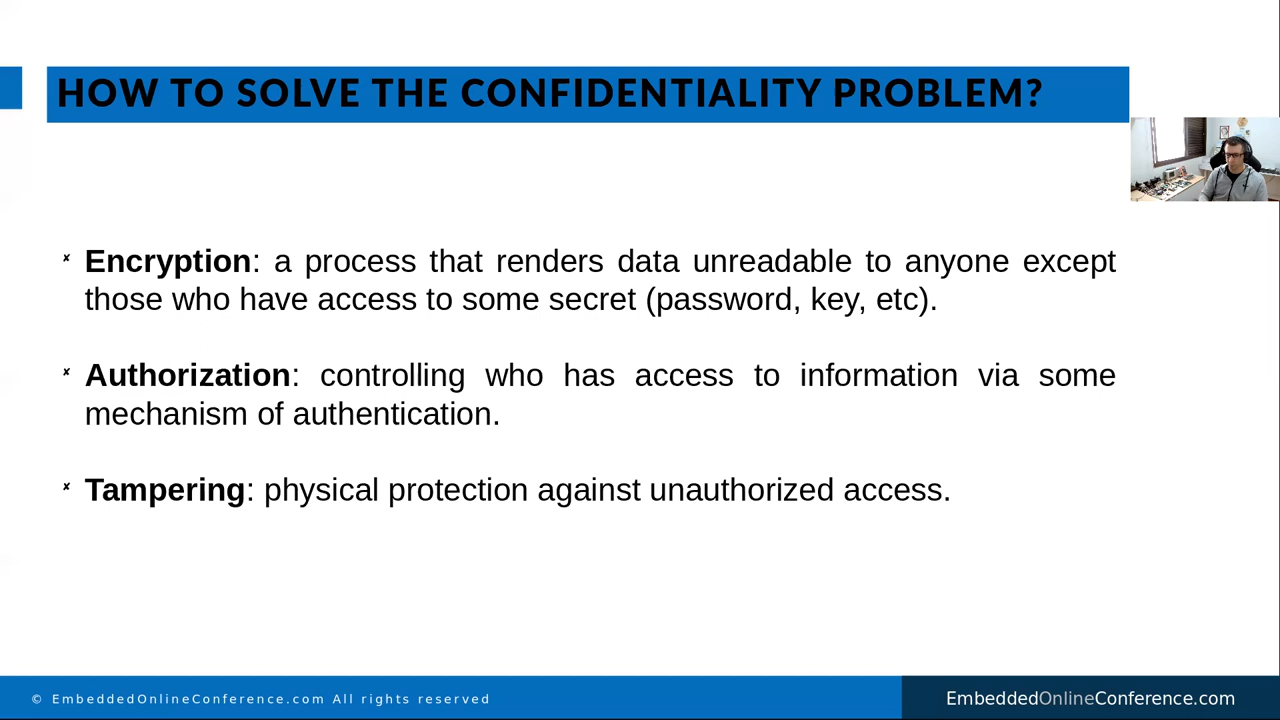 HOW TO SOLVE THE CONFIDENTIALITY PROBLEM?
✗ Encryption: a process that renders data unreadable to anyone except
those who have access to some secret (password, key, etc).
✗ Authorization: controlling who has access to information via some
mechanism of authentication.
✗ Tampering: physical protection against unauthorized access.
© EmbeddedOnlineConference.com All rights reserved
EmbeddedOnlineConference.com